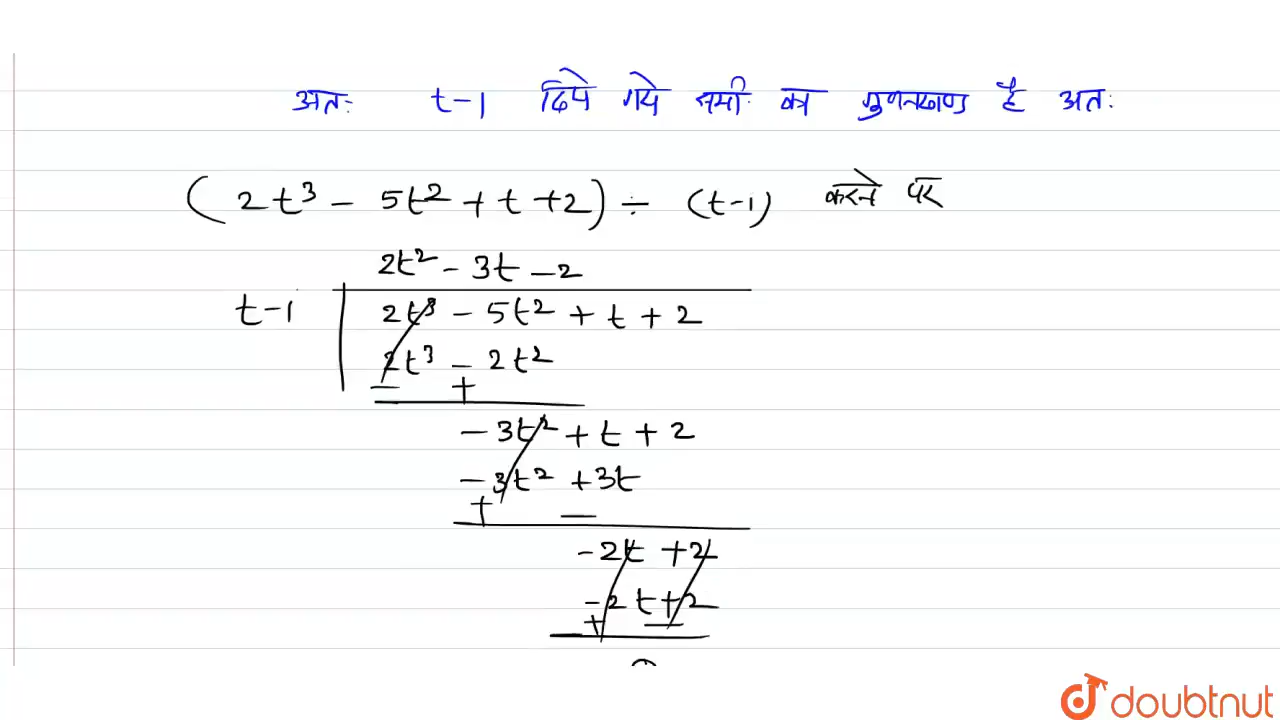 अतः t-1 दिये गये समी. का गुणनखण्ड है अतः
(2t³ - 5t² + t + 2) ÷ (t-1) करने पर
2t² - 3t - 2
t-1 2t³ - 5t² + t + 2
2t³ - 2t²
- +
- 3t² + t + 2
- 3t² + 3t
+ -
-2t + 2
-2t + 2
+ -
0
doubtnut